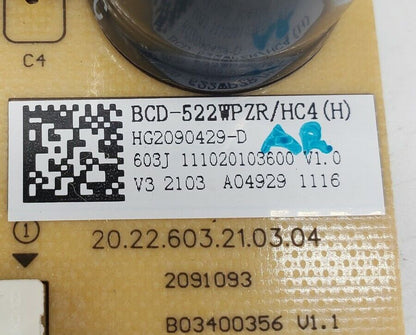 C4
BCD-522WPZR/HC4(H)
HG2090429-D AR
603J 111020103600 V1.0
V3 2103 A04929 1116
1
20.22.603.21.03.04
2091093
B03400356 V1.1